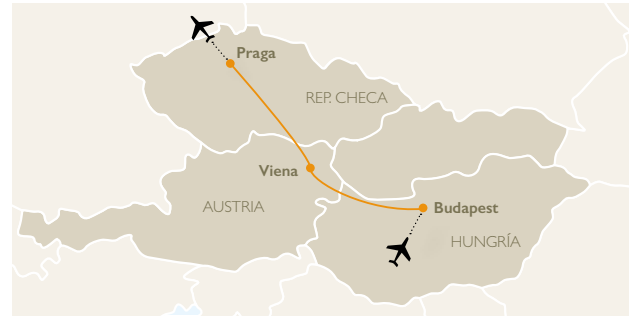 Praga
REP. CHECA
Viena
AUSTRIA
Budapest
HUNGRÍA